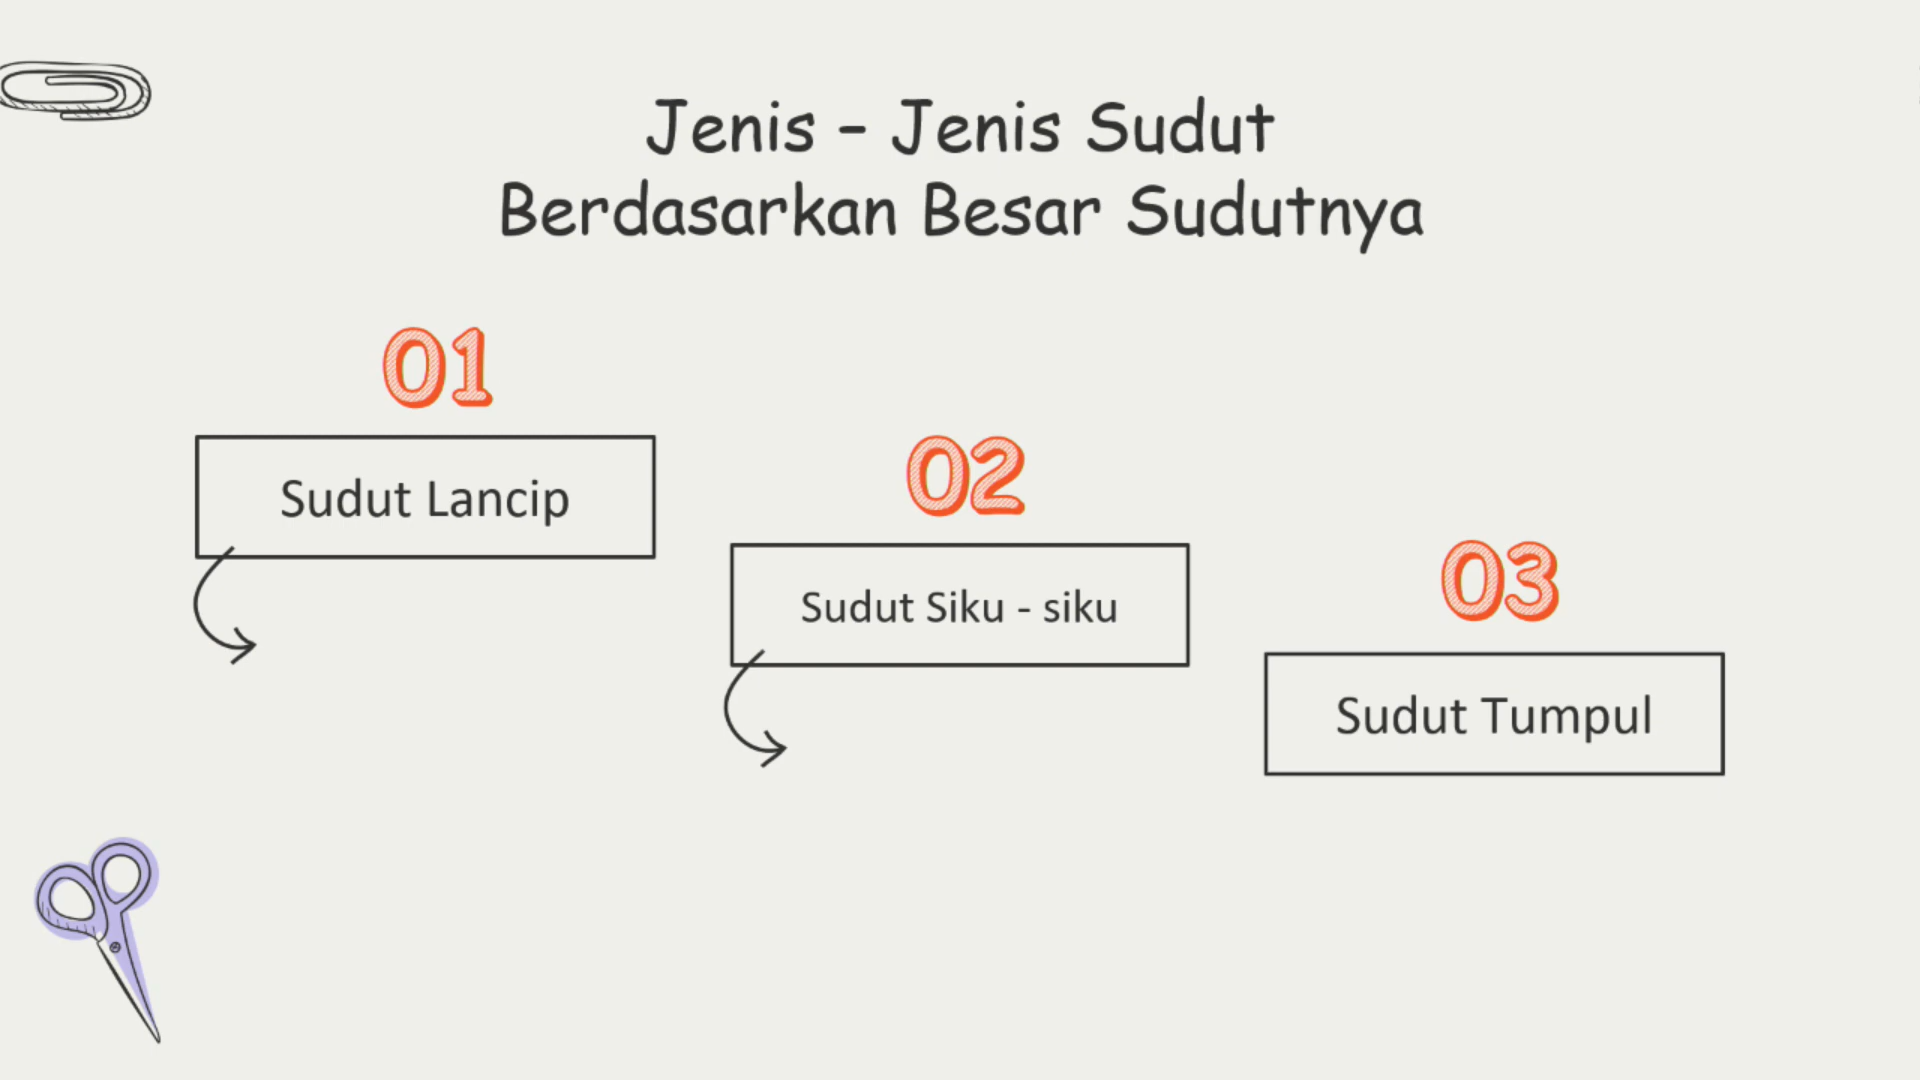 Jenis – Jenis Sudut
Berdasarkan Besar Sudutnya
01
Sudut Lancip
02
Sudut Siku - siku
03
Sudut Tumpul